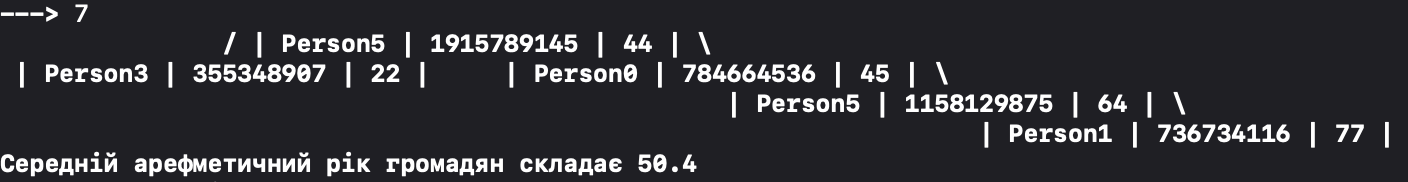 ---> 7
/ | Person5 | 1915789145 | 44 | \
| Person3 | 355348907 | 22 | | Person0 | 784664536 | 45 | \
| Person5 | 1158129875 | 64 | \
| Person1 | 736734116 | 77 |
Середній арефметичний рік громадян складає 50.4